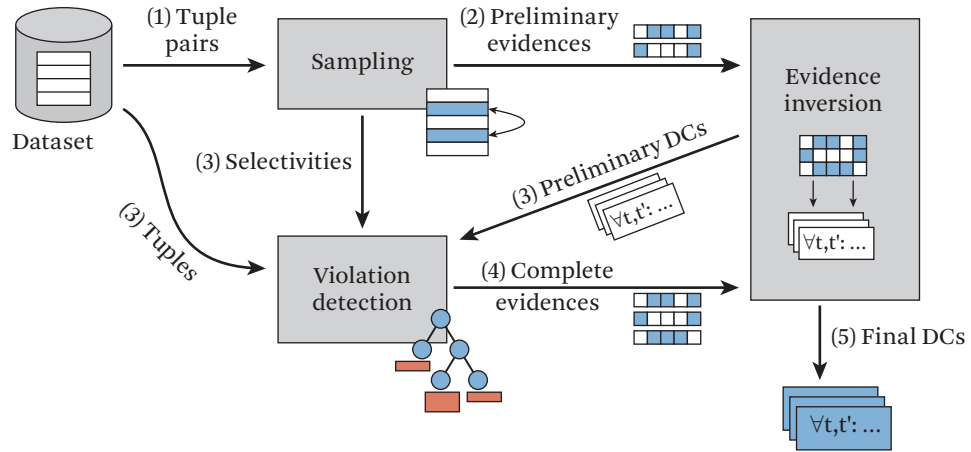 (1) Tuple
pairs
(2) Preliminary
evidences
Sampling
Evidence
inversion
Dataset
(3) Selectivities
(3) Preliminary DCs
∀t,t': ...
∀t,t': ...
(3) Tuples
Violation
detection
(4) Complete
evidences
(5) Final DCs
∀t,t': ...